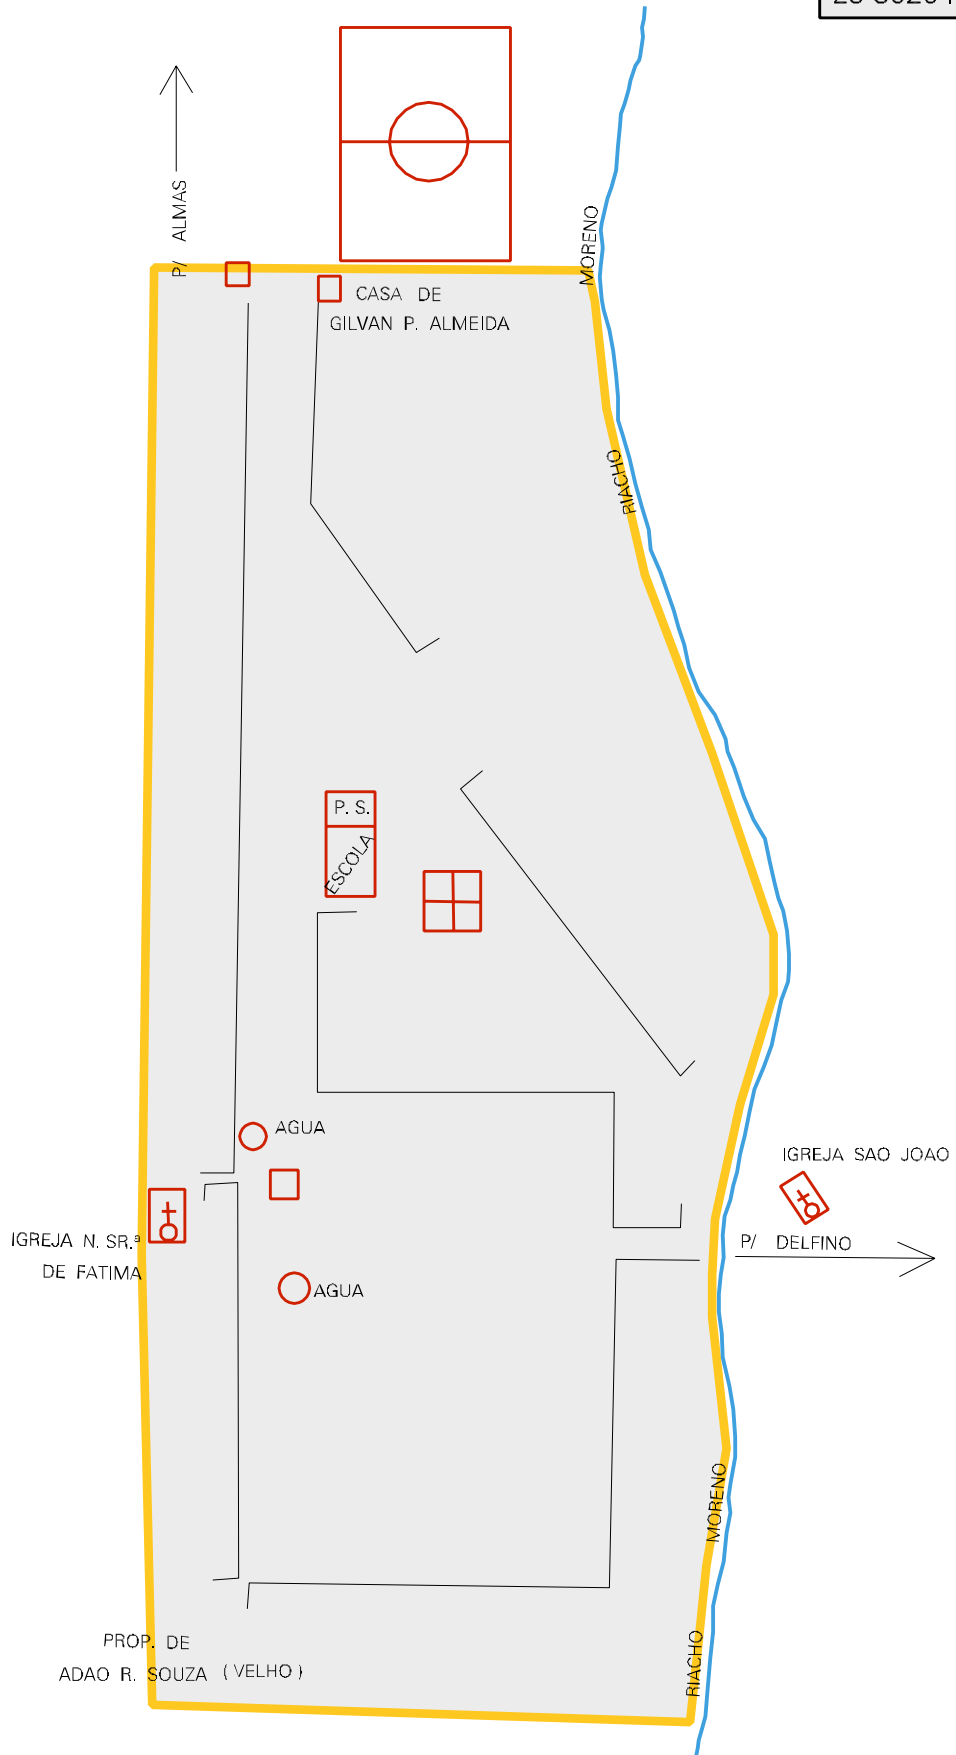 P/ ALMAS
MORENO
CASA DE
GILVAN P. ALMEIDA
RIACHO
P. S.
ESCOLA
AGUA
IGREJA SAO JOAO
IGREJA N. SR.ª
DE FATIMA
P/ DELFINO
AGUA
MORENO
RIACHO
PROP. DE
ADAO R. SOUZA (VELHO)